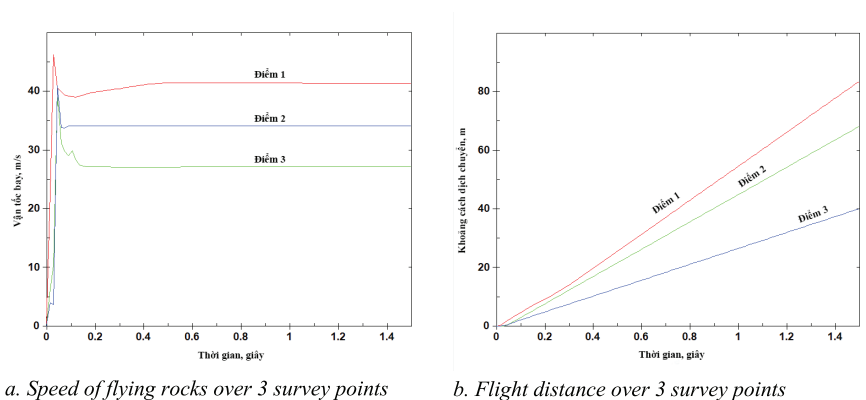 Vận tốc bay, m/s
40
30
20
10
0
Điểm 1
Điểm 2
Điểm 3
0 0.2 0.4 0.6 0.8 1 1.2 1.4
Thời gian, giây
a. Speed of flying rocks over 3 survey points
Khoảng cách dịch chuyển, m
80
60
40
20
0
Điểm 1
Điểm 2
Điểm 3
0 0.2 0.4 0.6 0.8 1 1.2 1.4
Thời gian, giây
b. Flight distance over 3 survey points